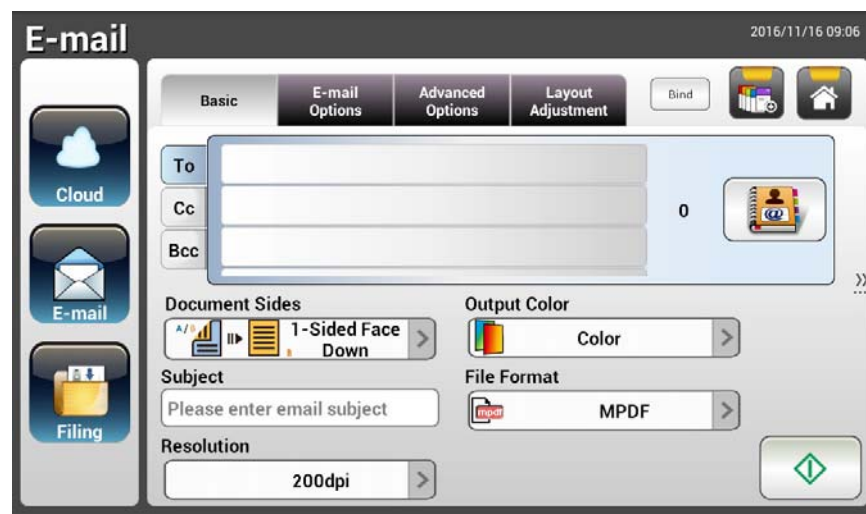 E-mail
2016/11/16 09:06
Basic
E-mail
Options
Advanced
Options
Layout
Adjustment
Bind
Cloud
To
Cc
0
@
Bcc
E-mail
Document Sides
Output Color
A/B
1-Sided Face
Down
Color
Subject
File Format
Please enter email subject
mpdf
MPDF
Filing
Resolution
200dpi